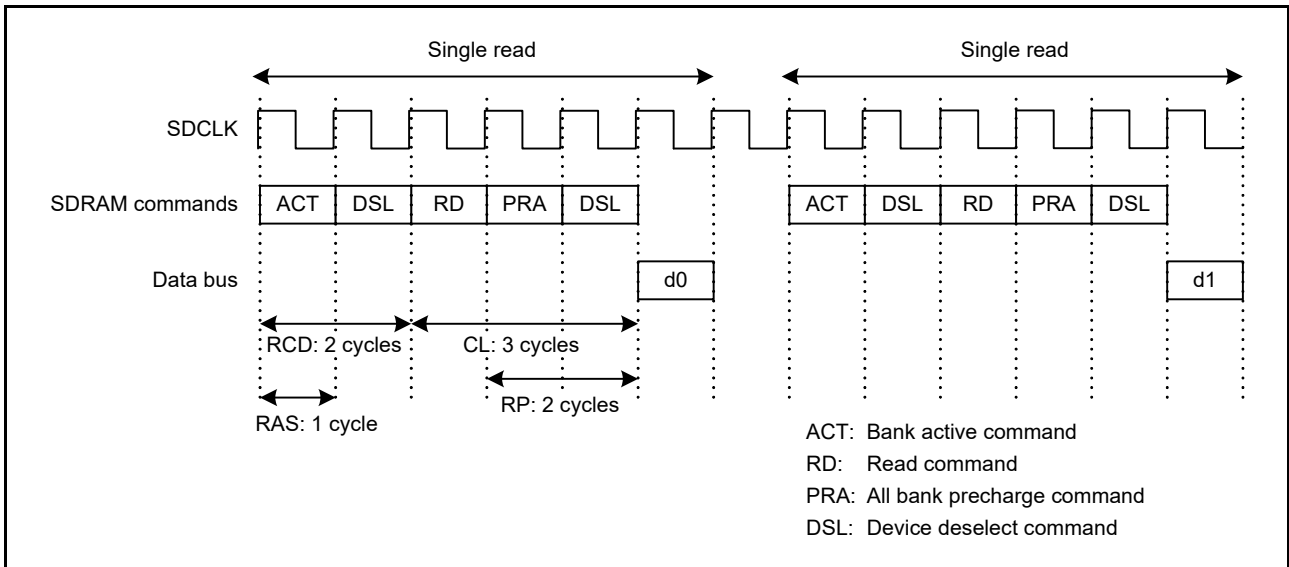 Single read Single read
SDCLK
SDRAM commands ACT DSL RD PRA DSL ACT DSL RD PRA DSL
Data bus d0 d1
RCD: 2 cycles CL: 3 cycles
RP: 2 cycles
RAS: 1 cycle
ACT: Bank active command
RD: Read command
PRA: All bank precharge command
DSL: Device deselect command